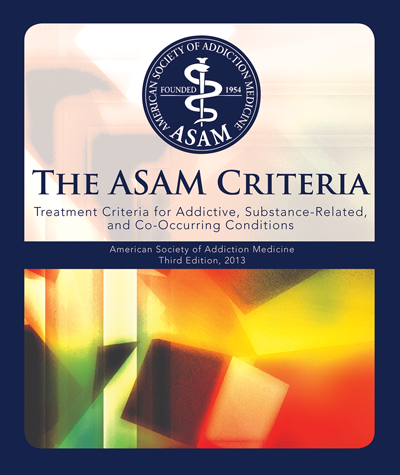 AMERICAN SOCIETY OF ADDICTION MEDICINE
FOUNDED 1954
ASAM
THE ASAM CRITERIA
Treatment Criteria for Addictive, Substance-Related,
and Co-Occurring Conditions
American Society of Addiction Medicine
Third Edition, 2013